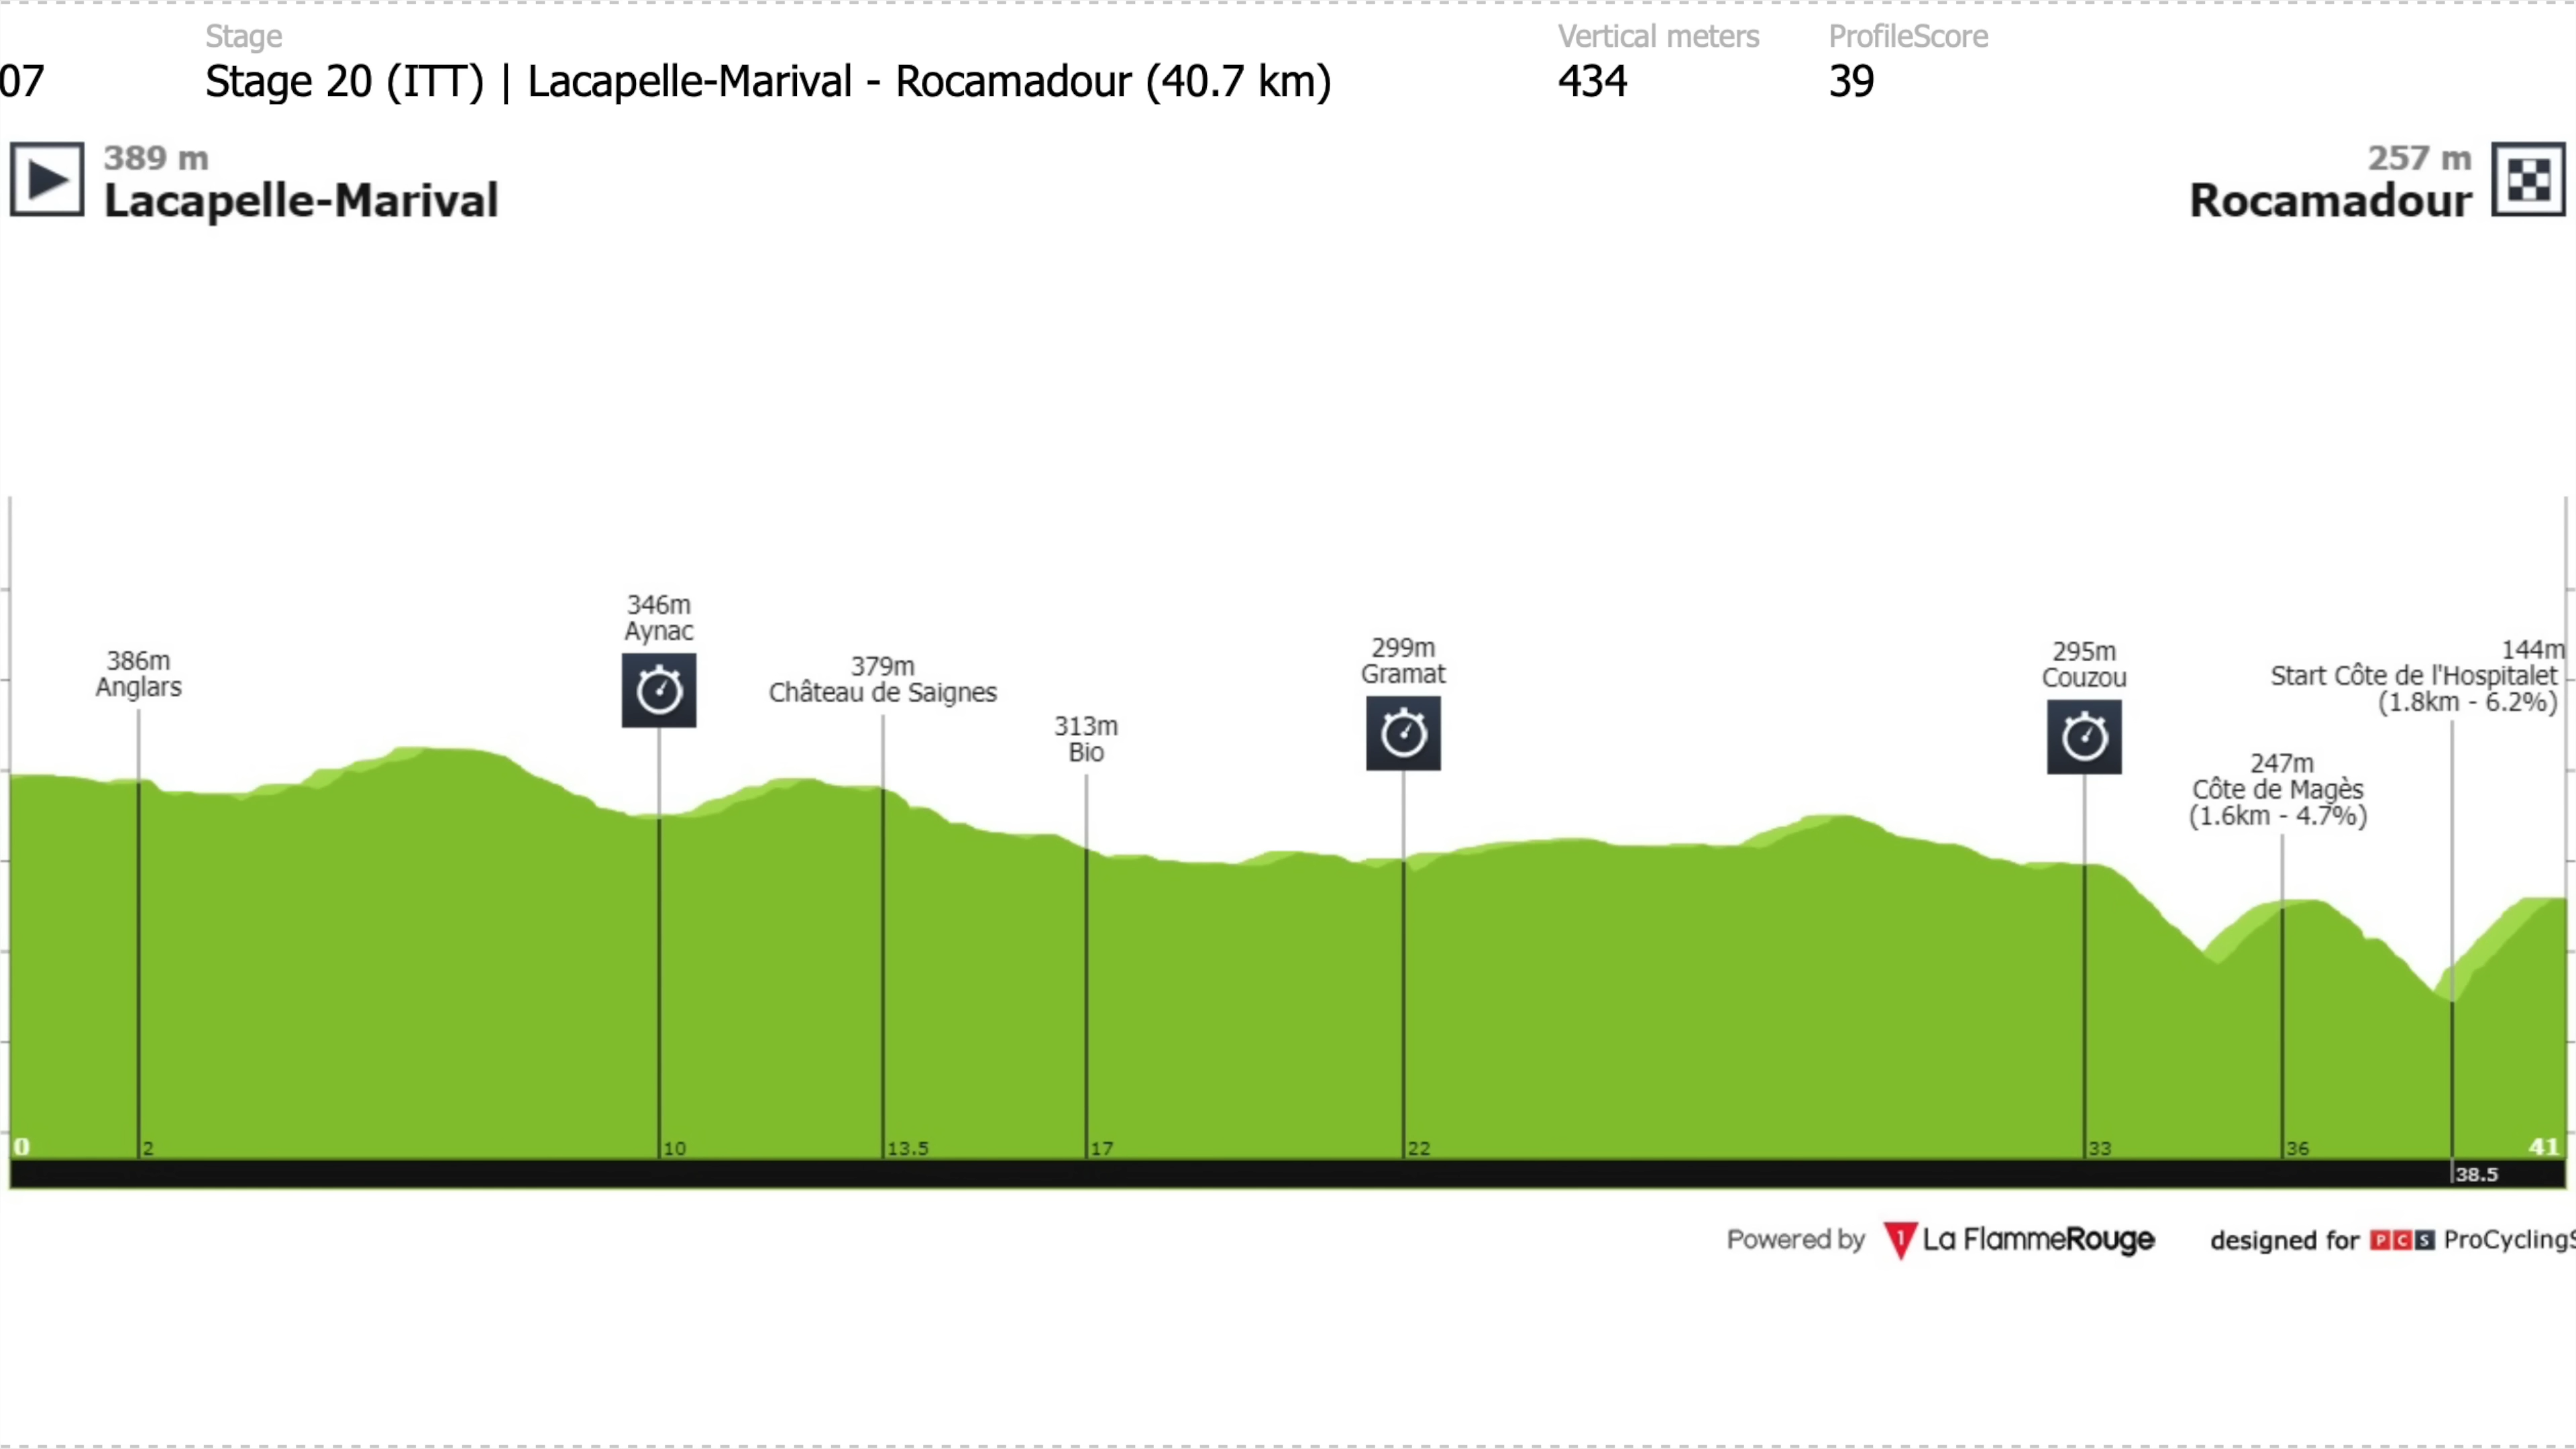 Stage
Vertical meters
ProfileScore
07
Stage 20 (ITT) | Lacapelle-Marival - Rocamadour (40.7 km)
434
39
389 m
Lacapelle-Marival
257 m
Rocamadour
386m
Anglars
346m
Aynac
379m
Château de Saignes
313m
Bio
299m
Gramat
295m
Couzou
247m
Côte de Magès
(1.6km - 4.7%)
144m
Start Côte de l'Hospitalet
(1.8km - 6.2%)
0
2
10
13.5
17
22
33
36
38.5
41
Powered by 1 La FlammeRouge
designed for PCS ProCyclingS